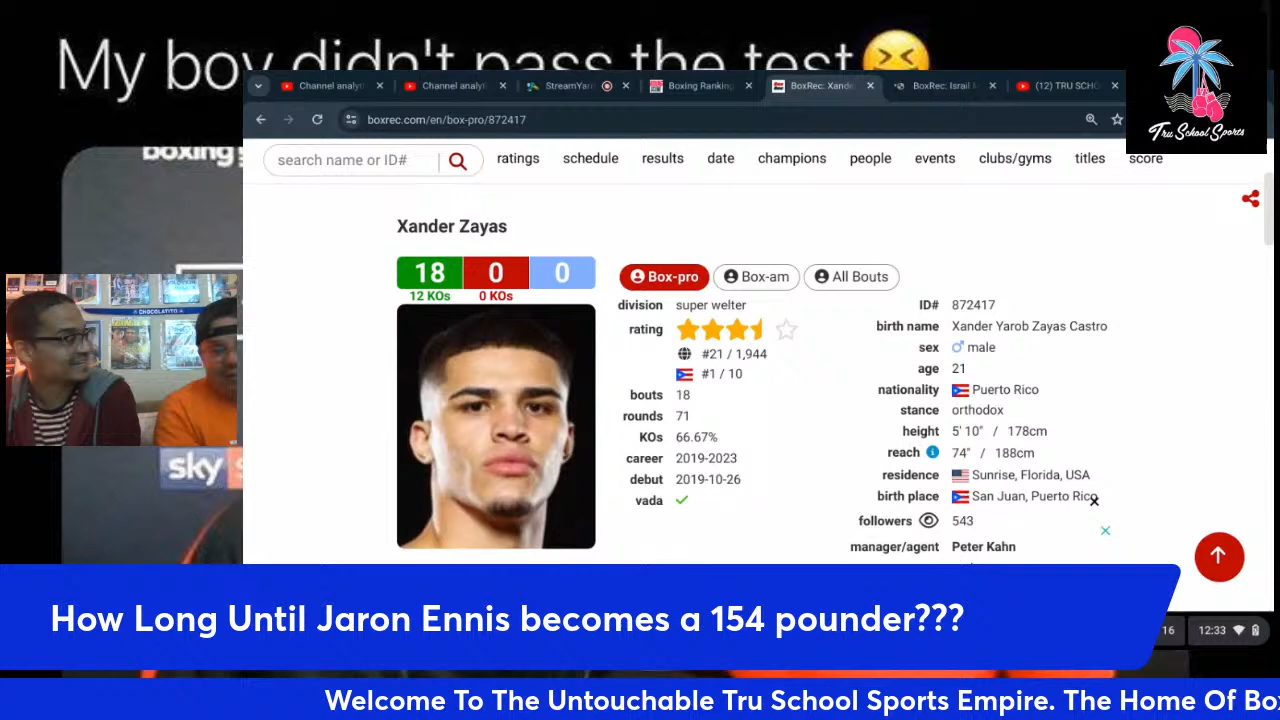 My boy didn't pass the test😆
Channel analyt
Channel analyt
StreamYar
Boxing Ranking
BoxRec: Xande
BoxRec: Israil
(12) TRU SCHO
boxrec.com/en/box-pro/872417
Tru School Sports
boxing
search name or ID#
ratings
schedule
results
date
champions
people
events
clubs/gyms
titles
score
Xander Zayas
18 0 0
12 KOs 0 KOs
Box-pro
Box-am
All Bouts
division super welter
rating
#21 / 1,944
#1 / 10
bouts 18
rounds 71
KOs 66.67%
career 2019-2023
debut 2019-10-26
vada
ID# 872417
birth name Xander Yarob Zayas Castro
sex male
age 21
nationality Puerto Rico
stance orthodox
height 5' 10" / 178cm
reach 74" / 188cm
residence Sunrise, Florida, USA
birth place San Juan, Puerto Rico
followers 543
manager/agent Peter Kahn
CHOCOLATITO
sky
How Long Until Jaron Ennis becomes a 154 pounder???
16
12:33
Welcome To The Untouchable Tru School Sports Empire. The Home Of Box